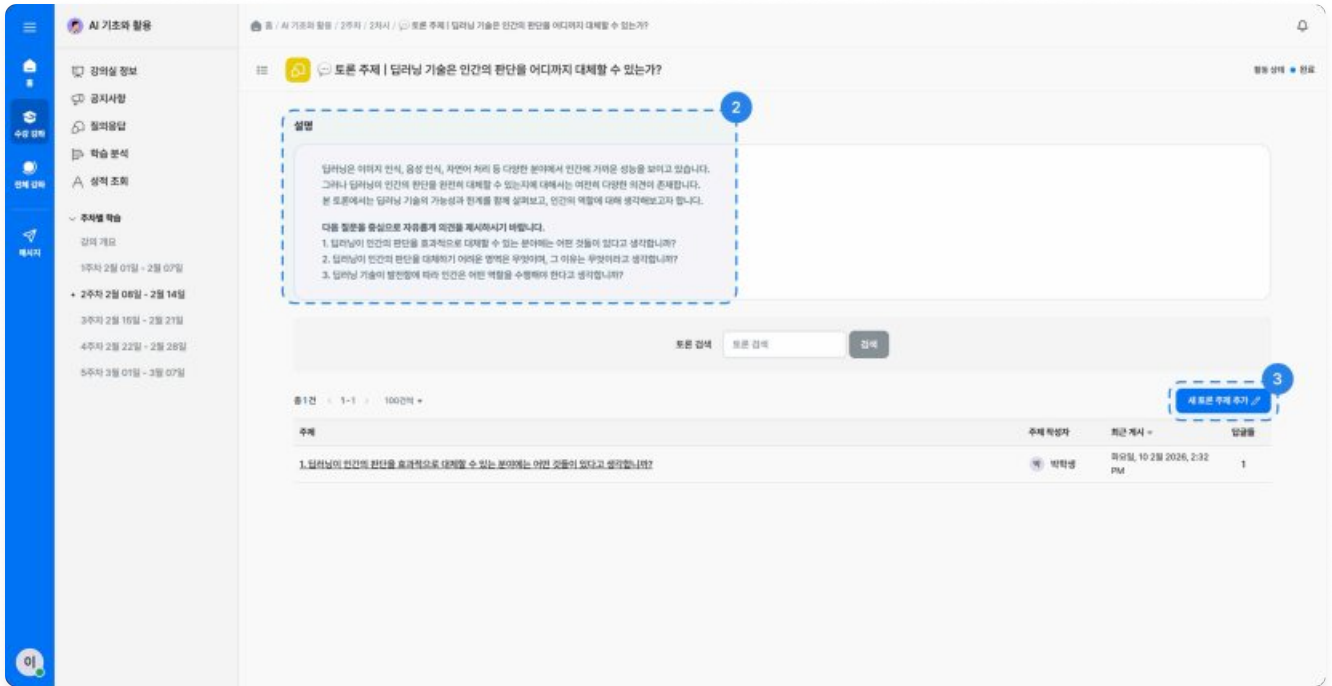 AI 기초와 활용
홈 / AI 기초와 활용 / 2주차 / 2차시 / 토론 주제 | 딥러닝 기술은 인간의 판단을 어디까지 대체할 수 있는가?
홈
수강 강좌
전체 강좌
메시지
이
강의실 정보
공지사항
질의응답
학습 분석
성적 조회
주차별 학습
강의 개요
1주차 2월 01일 - 2월 07일
2주차 2월 08일 - 2월 14일
3주차 2월 15일 - 2월 21일
4주차 2월 22일 - 2월 28일
5주차 3월 01일 - 3월 07일
토론 주제 | 딥러닝 기술은 인간의 판단을 어디까지 대체할 수 있는가?
활동 상태 완료
2
설명
딥러닝은 이미지 인식, 음성 인식, 자연어 처리 등 다양한 분야에서 인간에 가까운 성능을 보이고 있습니다.
그러나 딥러닝이 인간의 판단을 완전히 대체할 수 있는지에 대해서는 여전히 다양한 의견이 존재합니다.
본 토론에서는 딥러닝 기술의 가능성과 한계를 함께 살펴보고, 인간의 역할에 대해 생각해보고자 합니다.
다음 질문을 중심으로 자유롭게 의견을 제시하시기 바랍니다.
1. 딥러닝이 인간의 판단을 효과적으로 대체할 수 있는 분야에는 어떤 것들이 있다고 생각합니까?
2. 딥러닝이 인간의 판단을 대체하기 어려운 영역은 무엇이며, 그 이유는 무엇이라고 생각합니까?
3. 딥러닝 기술이 발전함에 따라 인간은 어떤 역할을 수행해야 한다고 생각합니까?
토론 검색 토론 검색 검색
3
총1건 < 1-1 > 100건씩
새 토론 주제 추가
주제 주제 작성자 최근 게시 답글들
1. 딥러닝이 인간의 판단을 효과적으로 대체할 수 있는 분야에는 어떤 것들이 있다고 생각합니까? 박 박학생 화요일, 10 2월 2026, 2:32 PM 1